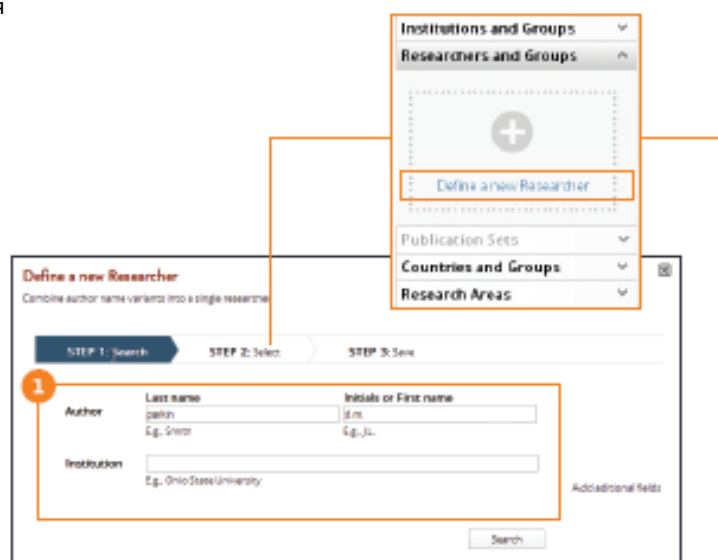 я
Institutions and Groups
Researchers and Groups
Define a new Researcher
Publication Sets
Countries and Groups
Research Areas
Define a new Researcher
Combine author name variants into a single researche
STEP 1: Search STEP 2: Select STEP 3: Save
1
Last name Initials or First name
Author parkin d.m.
E.g., Smith E.g., J.L.
Institution
E.g., Ohio State University
Add aditional fields
Search